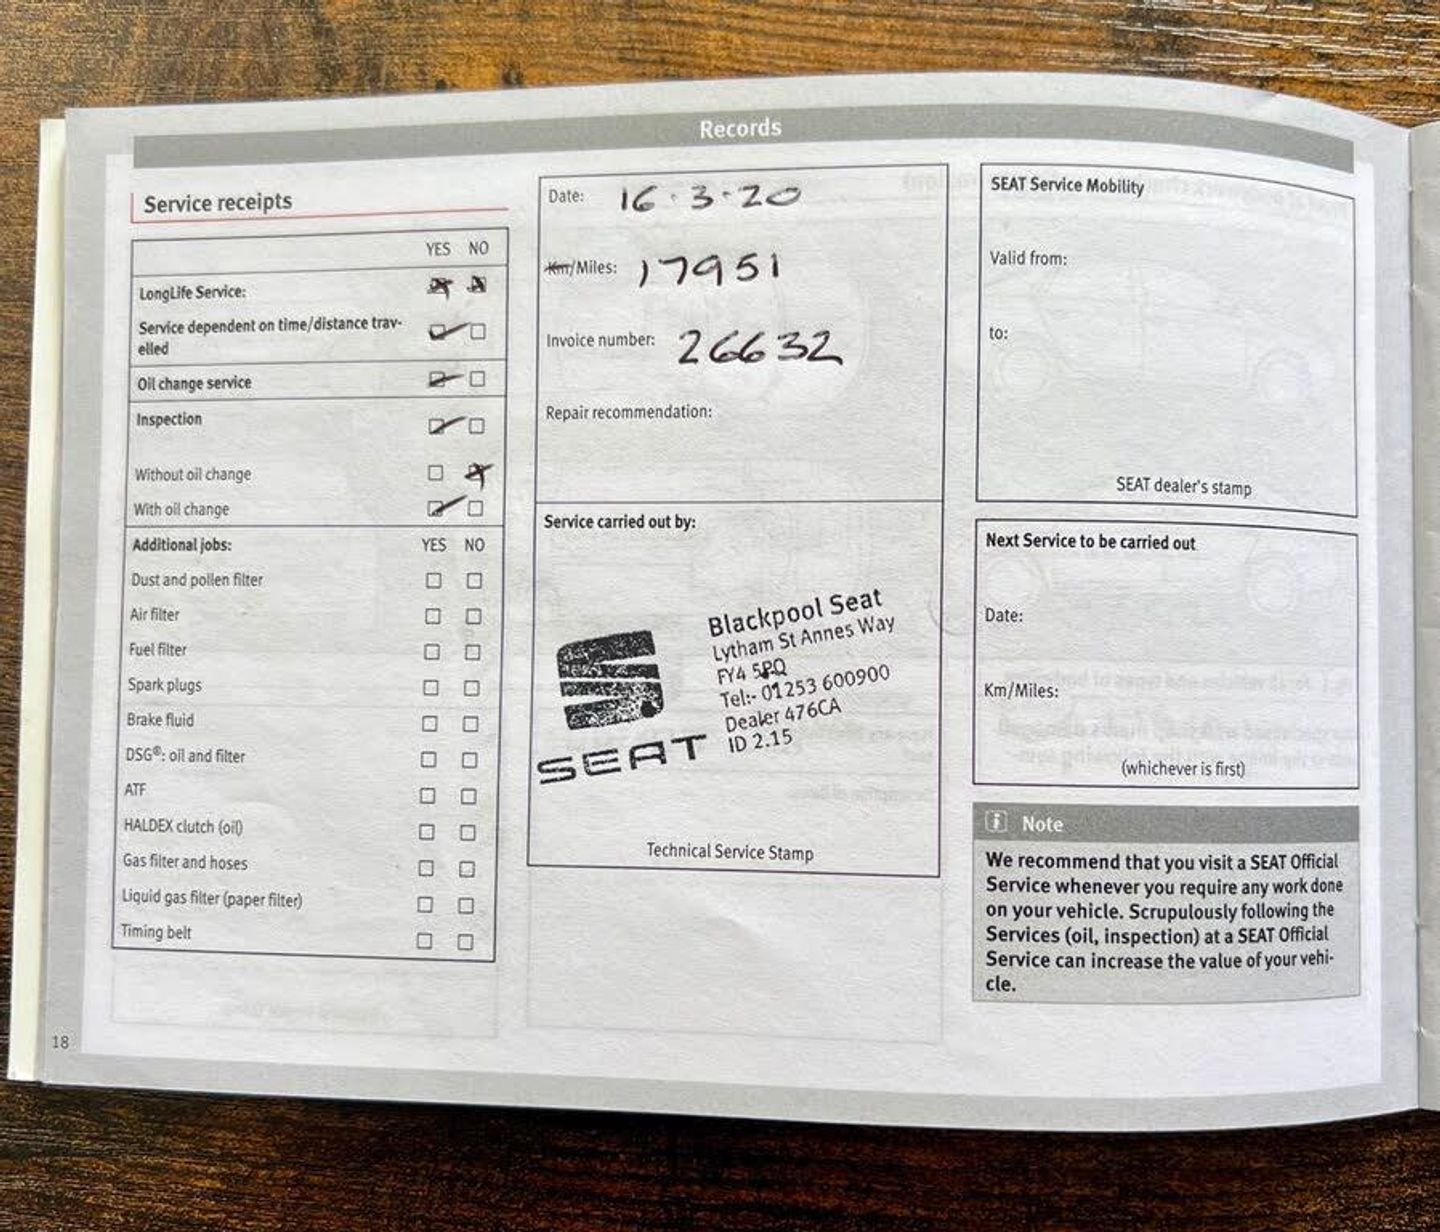 Records
Service receipts
YES NO
LongLife Service:
Service dependent on time/distance trav-
elled
Oil change service
Inspection
Without oil change
With oil change
Additional jobs: YES NO
Dust and pollen filter
Air filter
Fuel filter
Spark plugs
Brake fluid
DSG®: oil and filter
ATF
HALDEX clutch (oil)
Gas filter and hoses
Liquid gas filter (paper filter)
Timing belt
18
Date: 16.3.20
Km/Miles: 17951
Invoice number: 26632
Repair recommendation:
Service carried out by:
SEAT
Blackpool Seat
Lytham St Annes Way
FY4 5PQ
Tel:- 01253 600900
Dealer 476CA
ID 2.15
Technical Service Stamp
SEAT Service Mobility
Valid from:
to:
SEAT dealer's stamp
Next Service to be carried out
Date:
Km/Miles:
(whichever is first)
i Note
We recommend that you visit a SEAT Official
Service whenever you require any work done
on your vehicle. Scrupulously following the
Services (oil, inspection) at a SEAT Official
Service can increase the value of your vehi-
cle.